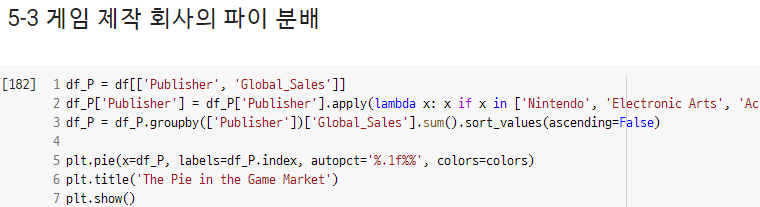 5-3 게임 제작 회사의 파이 분배
[182] 1 df_P = df[['Publisher', 'Global_Sales']]
2 df_P['Publisher'] = df_P['Publisher'].apply(lambda x: x if x in ['Nintendo', 'Electronic Arts', 'Ac
3 df_P = df_P.groupby(['Publisher'])['Global_Sales'].sum().sort_values(ascending=False)
4
5 plt.pie(x=df_P, labels=df_P.index, autopct='%.1f%%', colors=colors)
6 plt.title('The Pie in the Game Market')
7 plt.show()